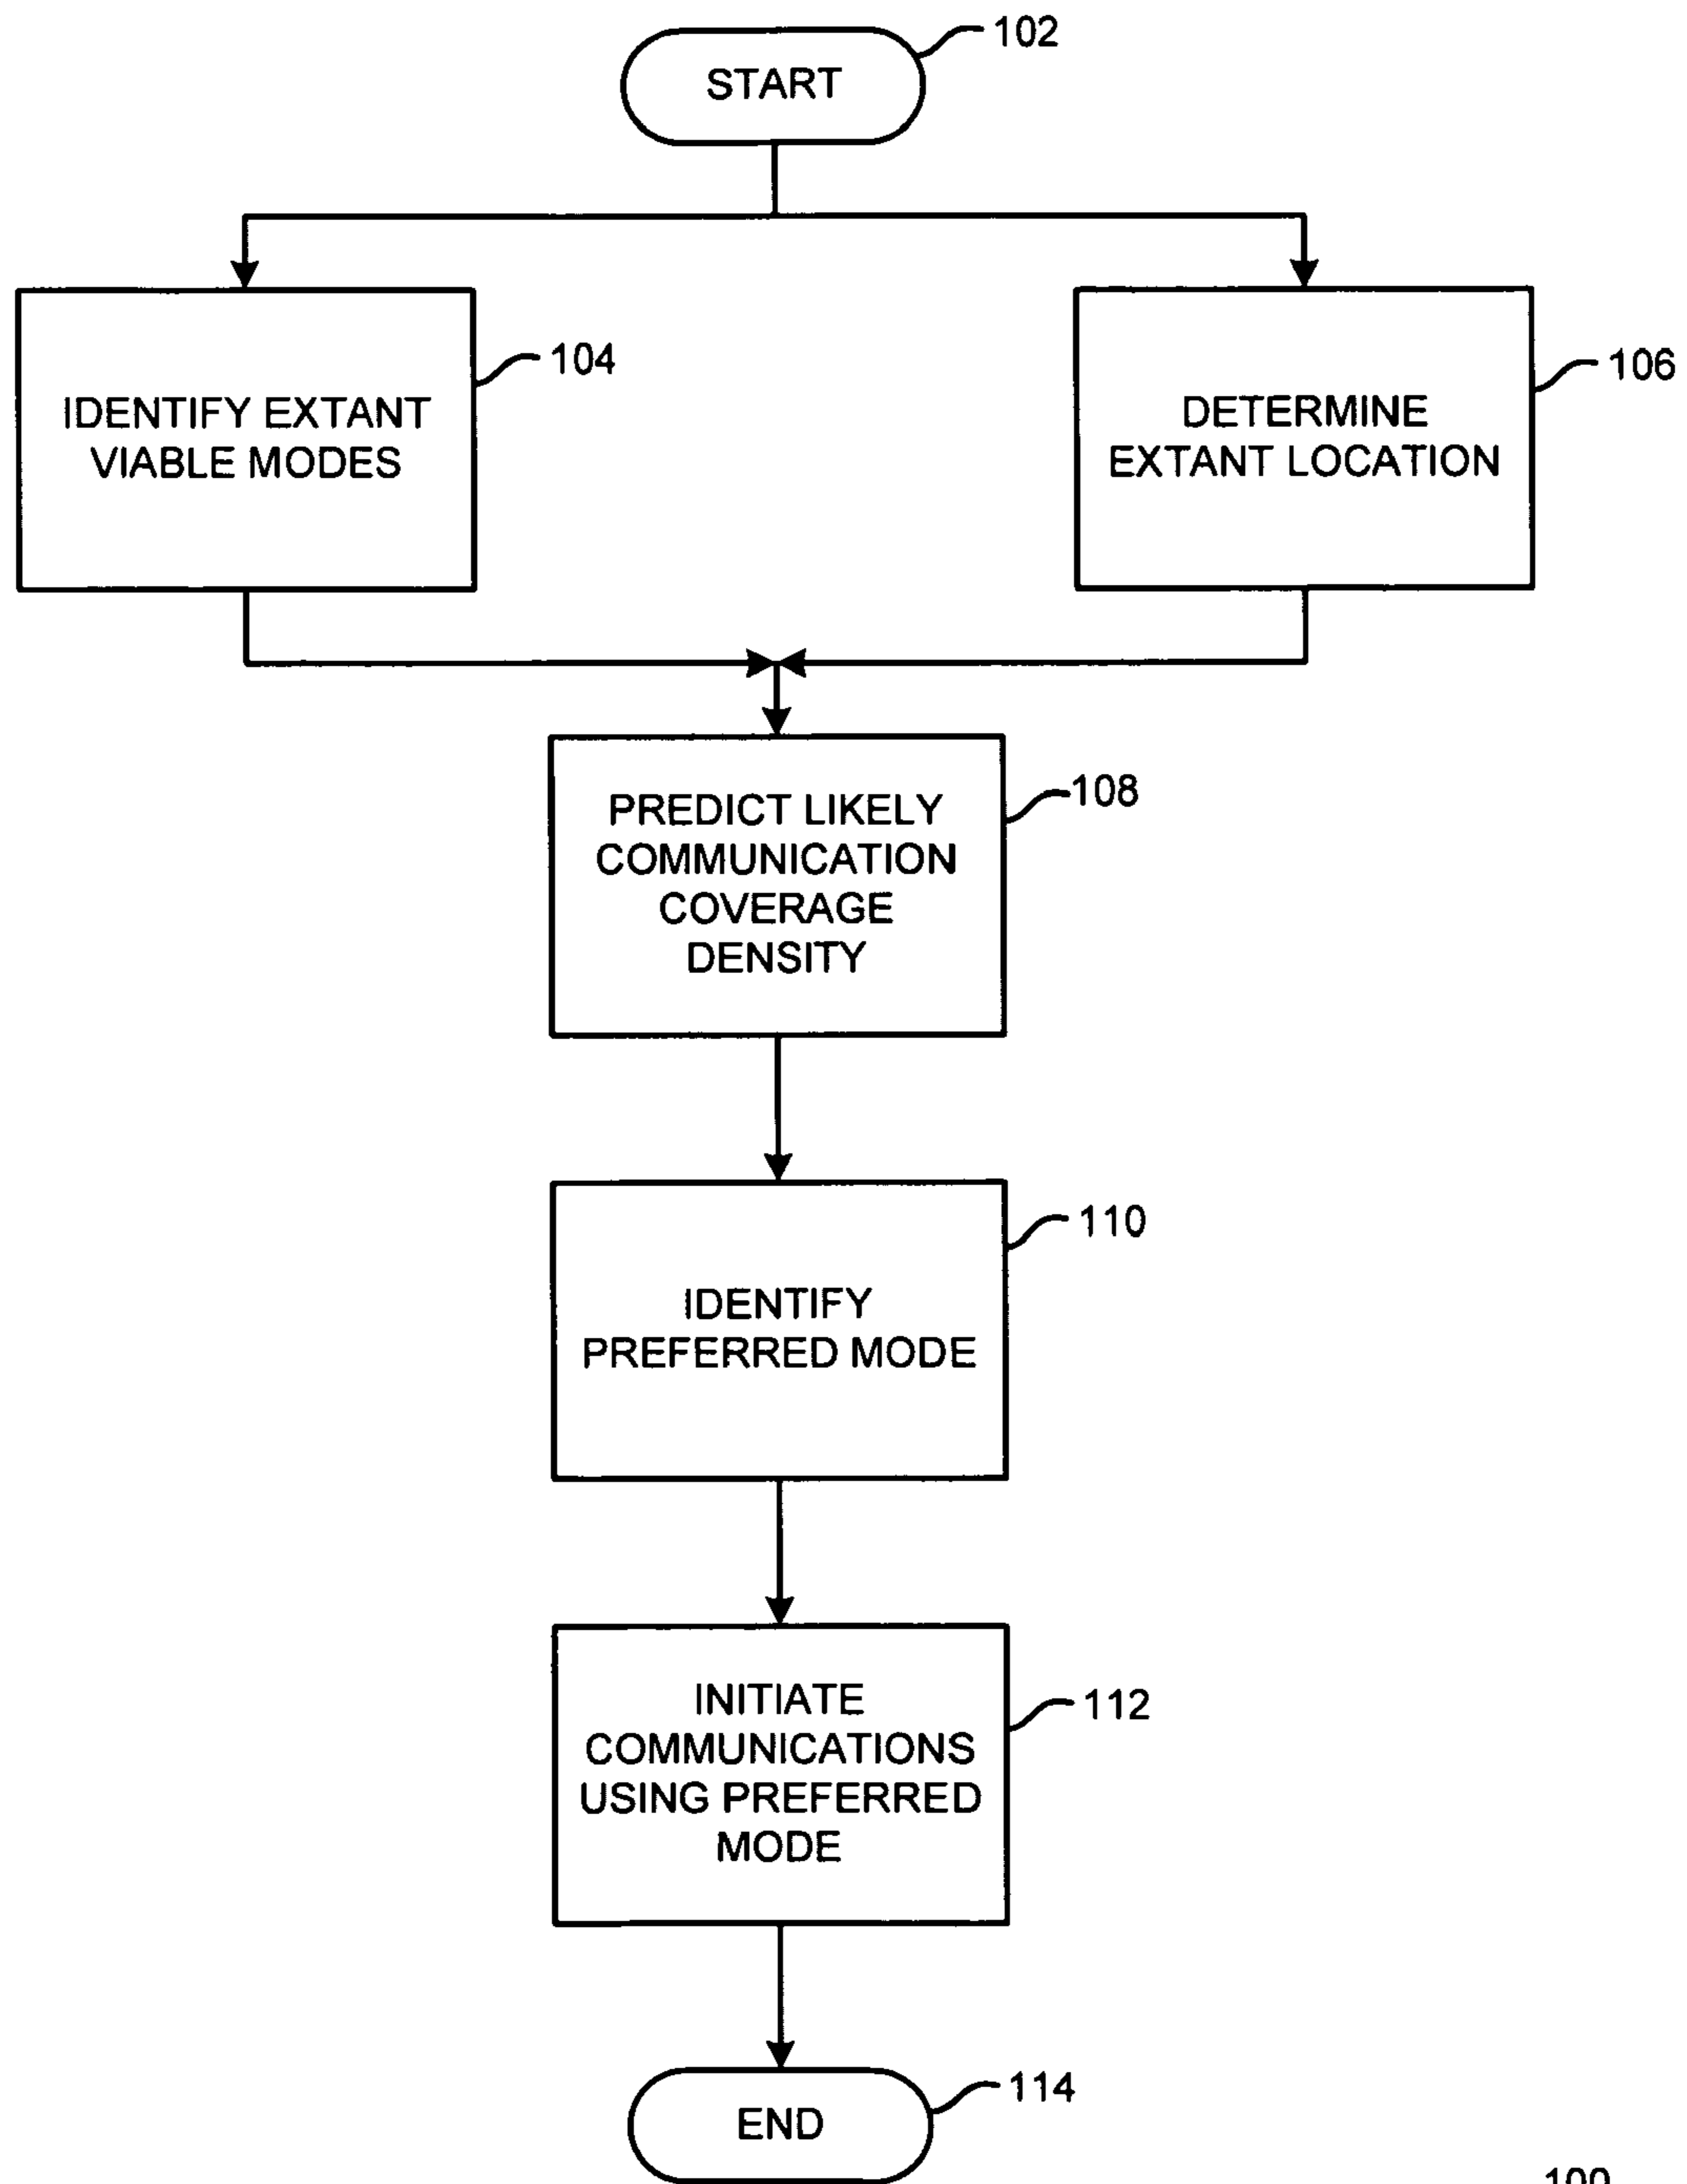 102
START
104
IDENTIFY EXTANT
VIABLE MODES
106
DETERMINE
EXTANT LOCATION
108
PREDICT LIKELY
COMMUNICATION
COVERAGE
DENSITY
110
IDENTIFY
PREFERRED MODE
112
INITIATE
COMMUNICATIONS
USING PREFERRED
MODE
114
END